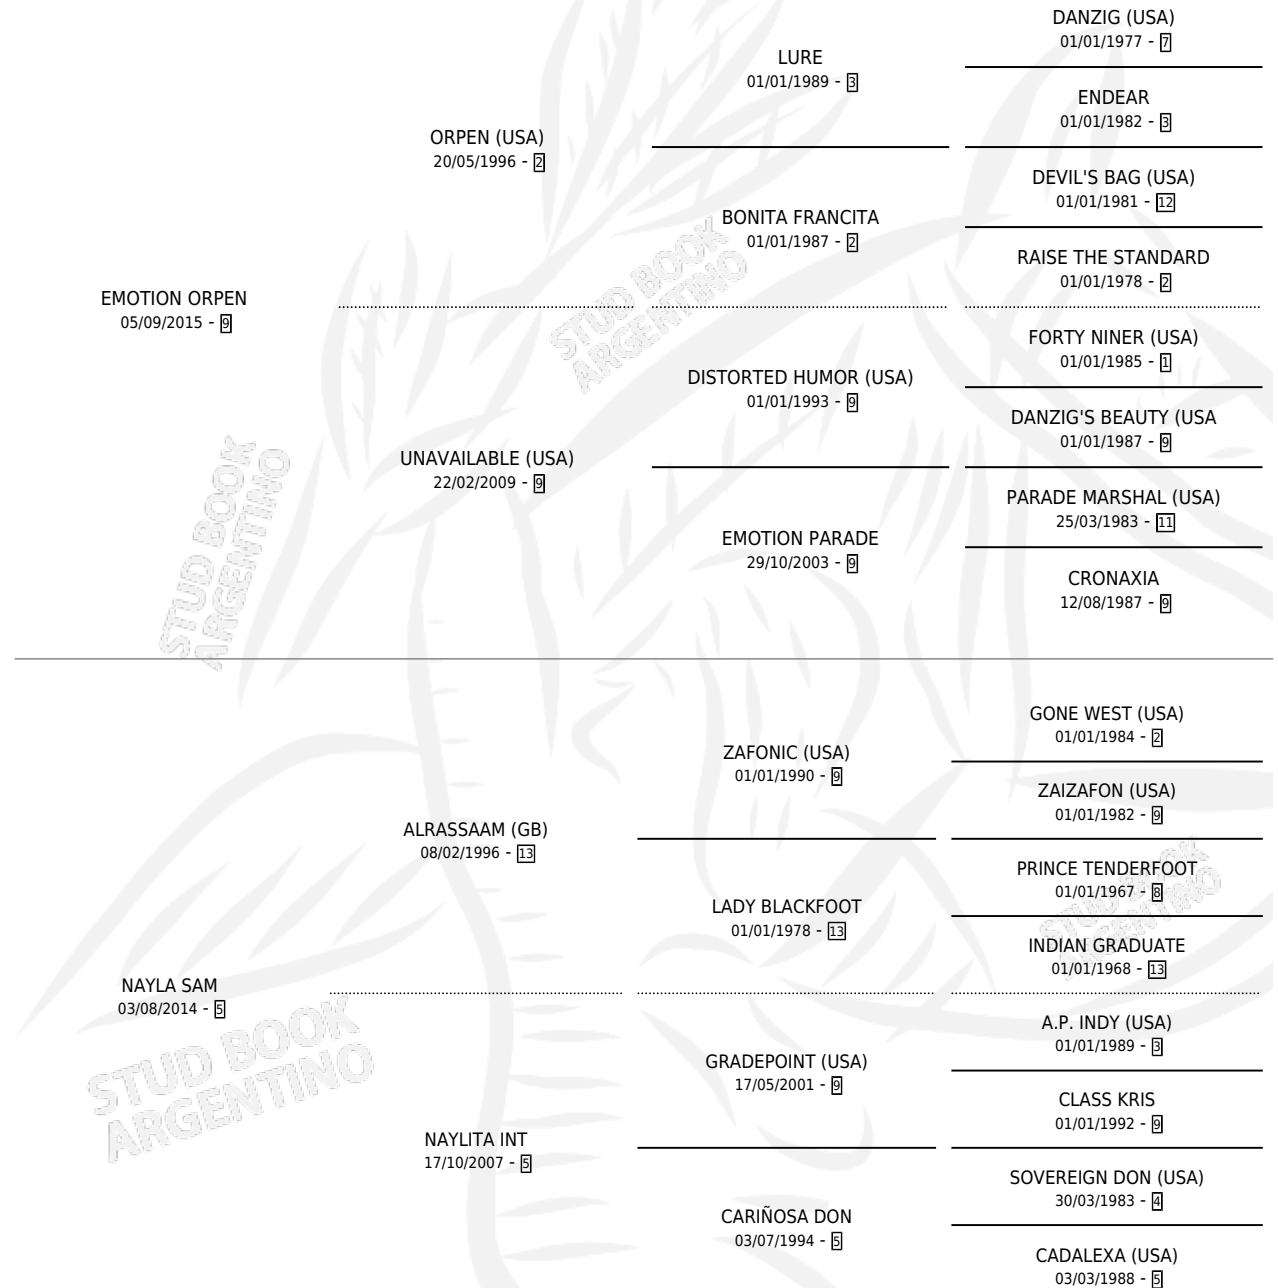 DANZIG (USA)
01/01/1977 - 7
LURE
01/01/1989 - 3
ENDEAR
01/01/1982 - 3
ORPEN (USA)
20/05/1996 - 2
DEVIL'S BAG (USA)
01/01/1981 - 12
BONITA FRANCITA
01/01/1987 - 2
RAISE THE STANDARD
01/01/1978 - 2
EMOTION ORPEN
05/09/2015 - 9
FORTY NINER (USA)
01/01/1985 - 1
DISTORTED HUMOR (USA)
01/01/1993 - 9
DANZIG'S BEAUTY (USA
01/01/1987 - 9
UNAVAILABLE (USA)
22/02/2009 - 9
PARADE MARSHAL (USA)
25/03/1983 - 11
EMOTION PARADE
29/10/2003 - 9
CRONAXIA
12/08/1987 - 9
STUD BOOK
ARGENTINO
STUD BOOK
ARGENTINO
GONE WEST (USA)
01/01/1984 - 2
ZAFONIC (USA)
01/01/1990 - 9
ZAIZAFON (USA)
01/01/1982 - 9
ALRASSAAM (GB)
08/02/1996 - 13
PRINCE TENDERFOOT
01/01/1967 - 8
LADY BLACKFOOT
01/01/1978 - 13
INDIAN GRADUATE
01/01/1968 - 13
STUD BOOK
ARGENTINO
NAYLA SAM
03/08/2014 - 5
A.P. INDY (USA)
01/01/1989 - 3
GRADEPOINT (USA)
17/05/2001 - 9
CLASS KRIS
01/01/1992 - 9
NAYLITA INT
17/10/2007 - 5
SOVEREIGN DON (USA)
30/03/1983 - 4
CARIÑOSA DON
03/07/1994 - 5
CADALEXA (USA)
03/03/1988 - 5
STUD BOOK
ARGENTINO